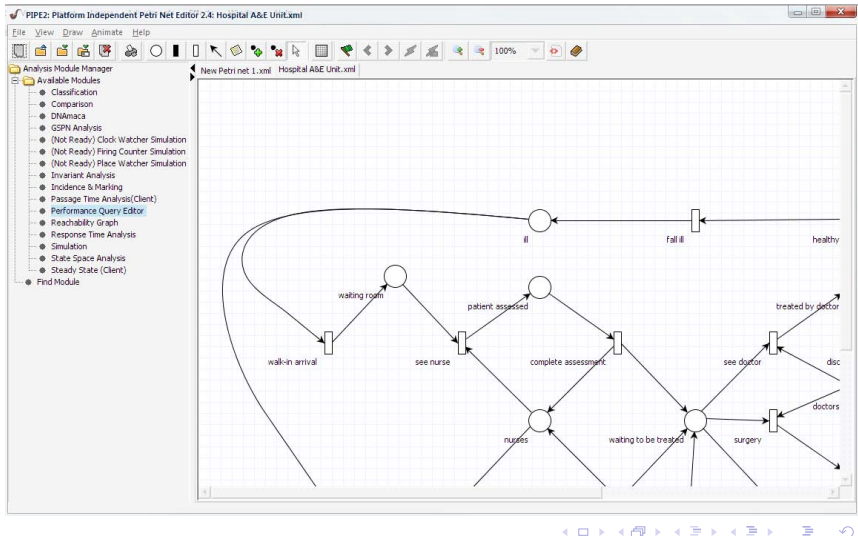 PIPE2: Platform Independent Petri Net Editor 2.4: Hospital A&E Unit.xml
File View Draw Animate Help
100%
Analysis Module Manager
Available Modules
Classification
Comparison
DNAmaca
GSPN Analysis
(Not Ready) Clock Watcher Simulation
(Not Ready) Firing Counter Simulation
(Not Ready) Place Watcher Simulation
Invariant Analysis
Incidence & Marking
Passage Time Analysis(Client)
Performance Query Editor
Reachability Graph
Response Time Analysis
Simulation
State Space Analysis
Steady State (Client)
Find Module
New Petri net 1.xml Hospital A&E Unit.xml
ill
fall ill
healthy
waiting room
patient assessed
treated by doctor
walk-in arrival
see nurse
complete assessment
see doctor
disc
doctors
nurses
waiting to be treated
surgery